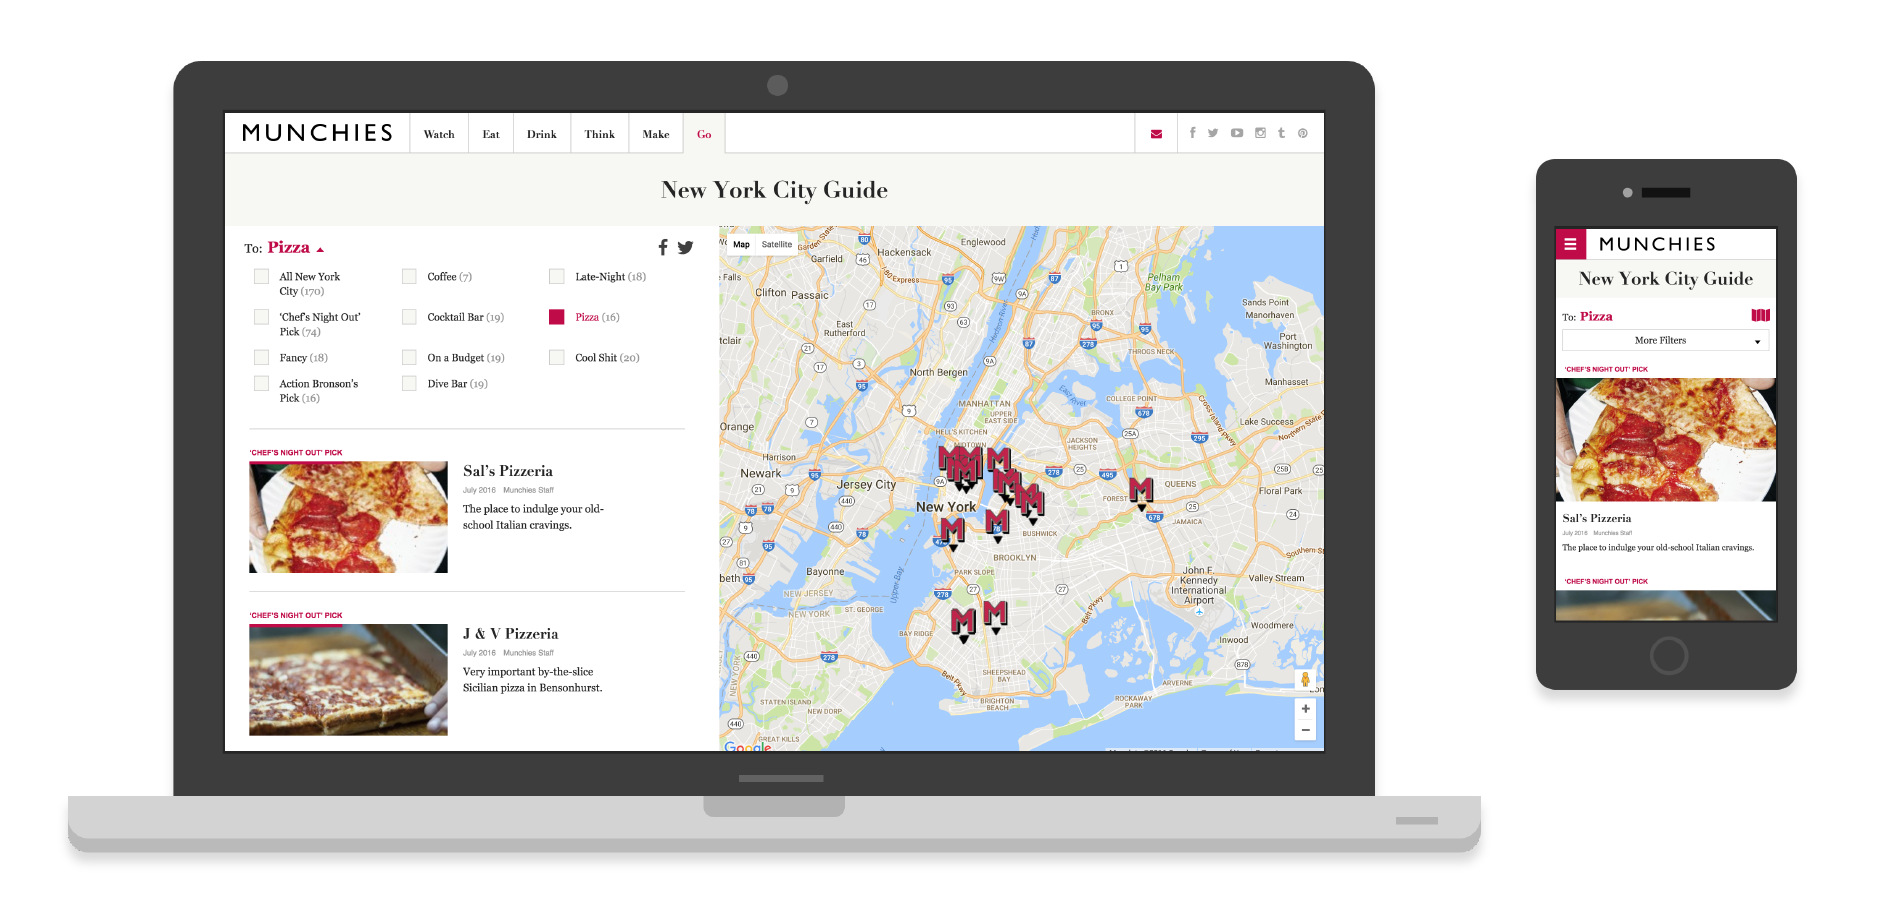 MUNCHIES
Watch
Eat
Drink
Think
Make
Go
New York City Guide
To: Pizza
All New York
City (170)
Coffee (7)
Late-Night (18)
'Chef's Night Out'
Pick (74)
Cocktail Bar (19)
Pizza (16)
Fancy (18)
On a Budget (19)
Cool Shit (20)
Action Bronson's
Pick (16)
Dive Bar (19)
'CHEF'S NIGHT OUT' PICK
Sal's Pizzeria
July 2016 Munchies Staff
The place to indulge your old-
school Italian cravings.
'CHEF'S NIGHT OUT' PICK
J & V Pizzeria
July 2016 Munchies Staff
Very important by-the-slice
Sicilian pizza in Bensonhurst.
Map
Satellite
Englewood
Hackensack
Garfield
Clifton
Passaic
Pelham
Bay Park
Sands Point
Manorhaven
East
Rutherford
BRONX
Port
Washington
THROGS NECK
North Bergen
Manhasset
MANHATTAN
COLLEGE POINT
UPPER
EAST SIDE
Lake Success
Orange
HELL'S KITCHEN
MIDTOWN
JACKSON
HEIGHTS
Harrison
Newark
Jersey City
QUEENS
Floral Park
FOREST
New York
JAMAICA
BUSHWICK
BROOKLYN
Bayonne
PARK SLOPE
John F.
Kennedy
International
Airport
Valley Stream
NEW JERSEY
NEW YORK
ST. GEORGE
Upper Bay
BAY RIDGE
Belt Pkwy
Woodmere
Inwood
SHEEPSHEAD
BAY
Belt Pkwy
ARVERNE
STATEN ISLAND
NEW DORP
BRIGHTON
BEACH
ROCKAWAY
PARK
GREAT KILLS
Google
MUNCHIES
New York City Guide
To: Pizza
More Filters
'CHEF'S NIGHT OUT' PICK
Sal's Pizzeria
July 2016 Munchies Staff
The place to indulge your old-school Italian cravings.
'CHEF'S NIGHT OUT' PICK